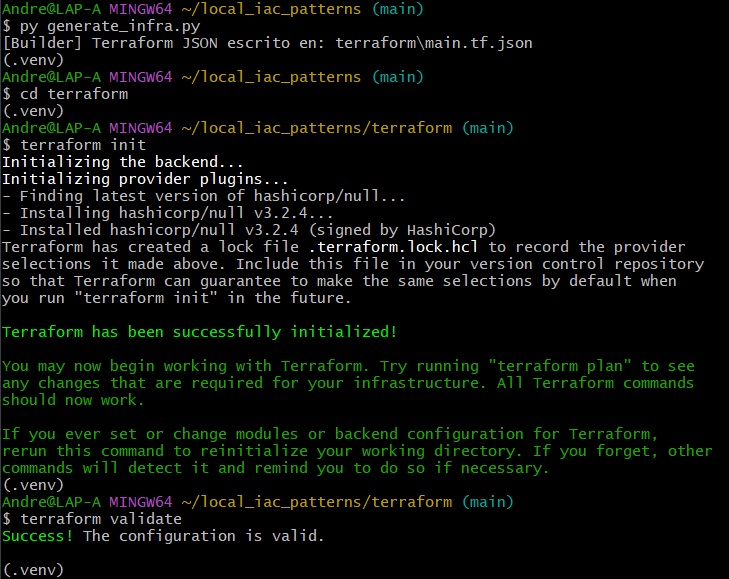 Andre@LAP-A MINGW64 ~/local_iac_patterns (main)
$ py generate_infra.py
[Builder] Terraform JSON escrito en: terraform\main.tf.json
(.venv)
Andre@LAP-A MINGW64 ~/local_iac_patterns (main)
$ cd terraform
(.venv)
Andre@LAP-A MINGW64 ~/local_iac_patterns/terraform (main)
$ terraform init
Initializing the backend...
Initializing provider plugins...
- Finding latest version of hashicorp/null...
- Installing hashicorp/null v3.2.4...
- Installed hashicorp/null v3.2.4 (signed by HashiCorp)
Terraform has created a lock file .terraform.lock.hcl to record the provider
selections it made above. Include this file in your version control repository
so that Terraform can guarantee to make the same selections by default when
you run "terraform init" in the future.

Terraform has been successfully initialized!

You may now begin working with Terraform. Try running "terraform plan" to see
any changes that are required for your infrastructure. All Terraform commands
should now work.

If you ever set or change modules or backend configuration for Terraform,
rerun this command to reinitialize your working directory. If you forget, other
commands will detect it and remind you to do so if necessary.
(.venv)
Andre@LAP-A MINGW64 ~/local_iac_patterns/terraform (main)
$ terraform validate
Success! The configuration is valid.

(.venv)